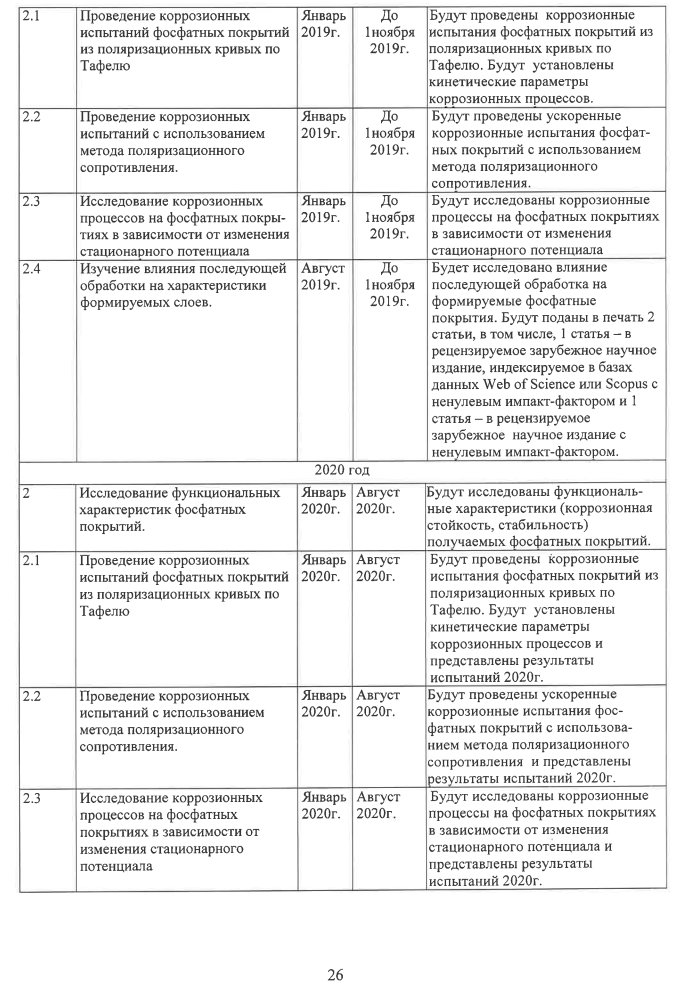 2.1
Проведение коррозионных
испытаний фосфатных покрытий
из поляризационных кривых по
Тафелю
Январь
2019г.
До
1ноября
2019г.
Будут проведены коррозионные
испытания фосфатных покрытий из
поляризационных кривых по
Тафелю. Будут установлены
кинетические параметры
коррозионных процессов.
2.2
Проведение коррозионных
испытаний с использованием
метода поляризационного
сопротивления.
Январь
2019г.
До
1ноября
2019г.
Будут проведены ускоренные
коррозионные испытания фосфат-
ных покрытий с использованием
метода поляризационного
сопротивления.
2.3
Исследование коррозионных
процессов на фосфатных покры-
тиях в зависимости от изменения
стационарного потенциала
Январь
2019г.
До
1ноября
2019г.
Будут исследованы коррозионные
процессы на фосфатных покрытиях
в зависимости от изменения
стационарного потенциала
2.4
Изучение влияния последующей
обработки на характеристики
формируемых слоев.
Август
2019г.
До
1ноября
2019г.
Будет исследовано влияние
последующей обработка на
формируемые фосфатные
покрытия. Будут поданы в печать 2
статьи, в том числе, 1 статья – в
рецензируемое зарубежное научное
издание, индексируемое в базах
данных Web of Science или Scopus с
ненулевым импакт-фактором и 1
статья – в рецензируемое
зарубежное научное издание с
ненулевым импакт-фактором.
2020 год
2
Исследование функциональных
характеристик фосфатных
покрытий.
Январь
2020г.
Август
2020г.
Будут исследованы функциональ-
ные характеристики (коррозионная
стойкость, стабильность)
получаемых фосфатных покрытий.
2.1
Проведение коррозионных
испытаний фосфатных покрытий
из поляризационных кривых по
Тафелю
Январь
2020г.
Август
2020г.
Будут проведены коррозионные
испытания фосфатных покрытий из
поляризационных кривых по
Тафелю. Будут установлены
кинетические параметры
коррозионных процессов и
представлены результаты
испытаний 2020г.
2.2
Проведение коррозионных
испытаний с использованием
метода поляризационного
сопротивления.
Январь
2020г.
Август
2020г.
Будут проведены ускоренные
коррозионные испытания фос-
фатных покрытий с использова-
нием метода поляризационного
сопротивления и представлены
результаты испытаний 2020г.
2.3
Исследование коррозионных
процессов на фосфатных
покрытиях в зависимости от
изменения стационарного
потенциала
Январь
2020г.
Август
2020г.
Будут исследованы коррозионные
процессы на фосфатных покрытиях
в зависимости от изменения
стационарного потенциала и
представлены результаты
испытаний 2020г.
26